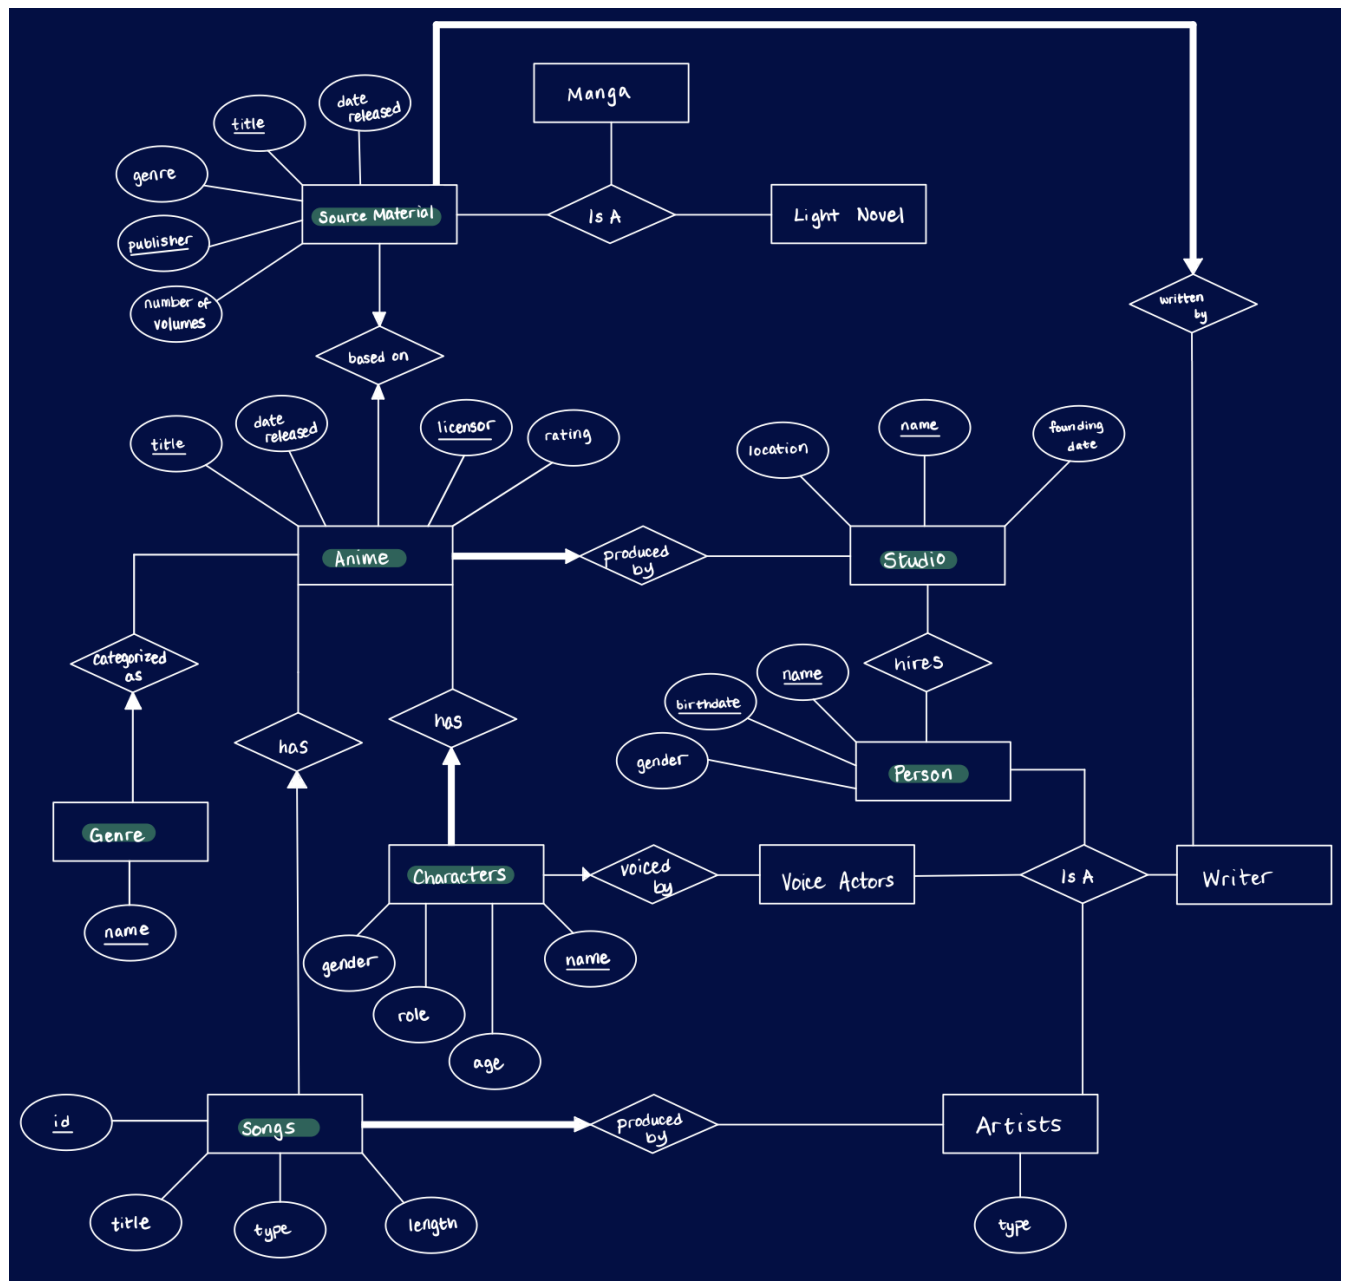 Manga
date
released
title
genre
Source Material
Is A
Light Novel
publisher
number of
volumes
written
by
based on
title
date
released
licensor
rating
location
name
founding
date
Anime
produced
by
Studio
categorized
as
has
has
hires
name
birthdate
gender
Person
Genre
name
Characters
voiced
by
Voice Actors
Is A
Writer
gender
role
age
name
id
Songs
produced
by
Artists
title
type
length
type